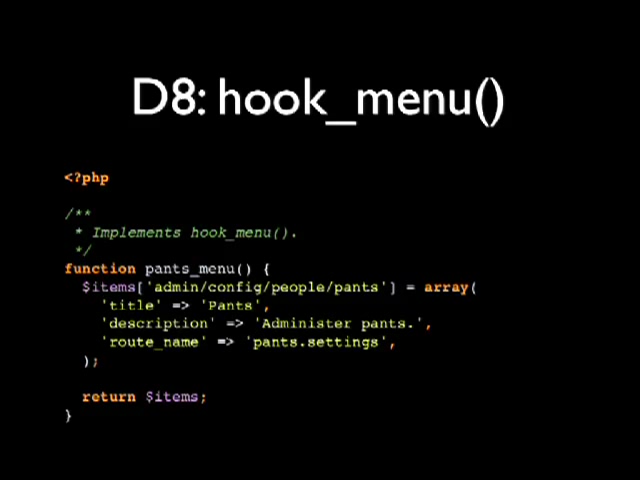 D8: hook_menu()
<?php
/**
 * Implements hook_menu().
 */
function pants_menu() {
  $items['admin/config/people/pants'] = array(
    'title' => 'Pants',
    'description' => 'Administer pants.',
    'route_name' => 'pants.settings',
  );
  return $items;
}